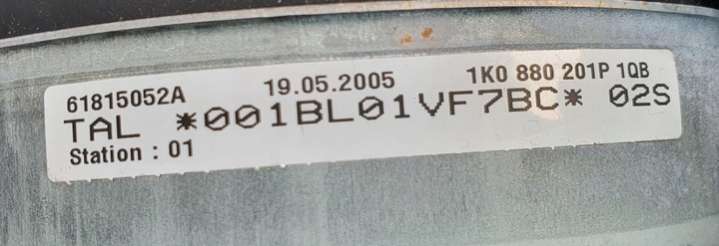 61815052A 19.05.2005 1K0 880 201P 1QB
TAL *001BL01VF7BC* 02S
Station : 01